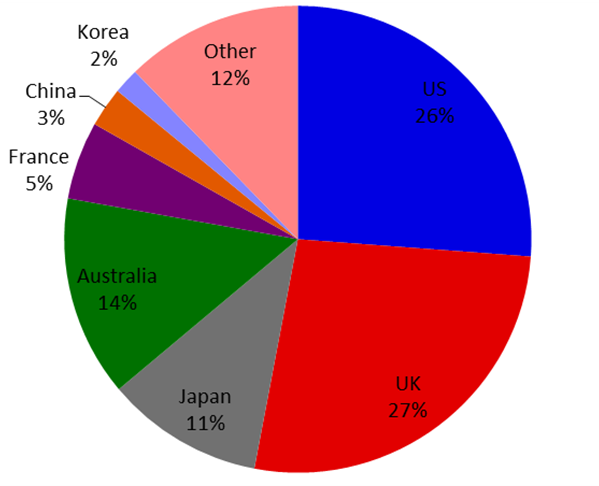 US
26%
UK
27%
Japan
11%
Australia
14%
France
5%
China
3%
Korea
2%
Other
12%